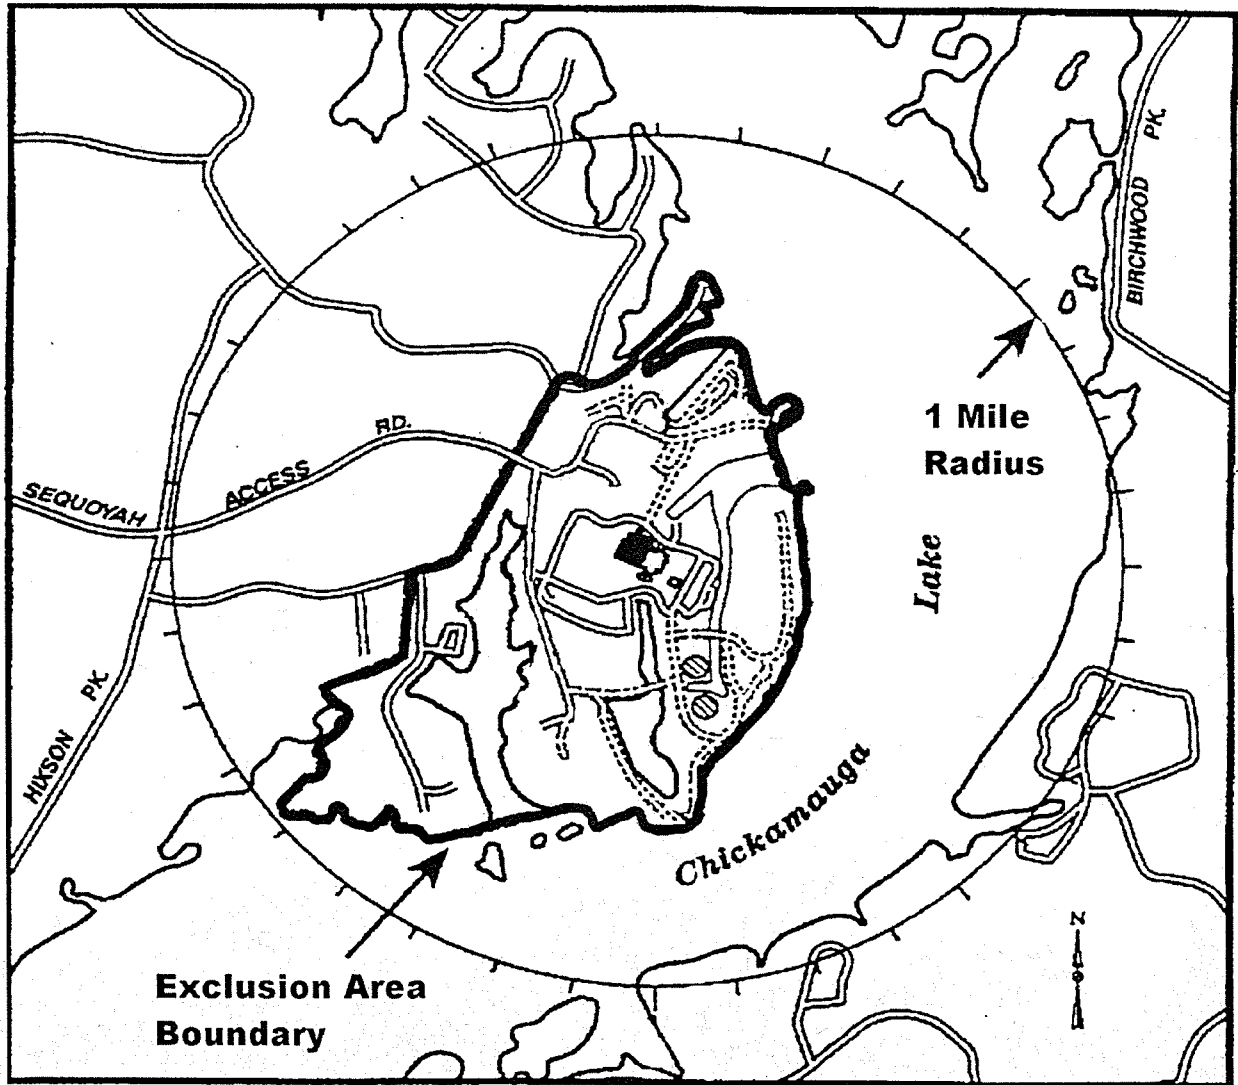 BIRCHWOOD PK.
1 Mile
Radius
SEQUOYAH ACCESS RD.
Lake
HIXSON PK.
Chickamauga
N
Exclusion Area
Boundary